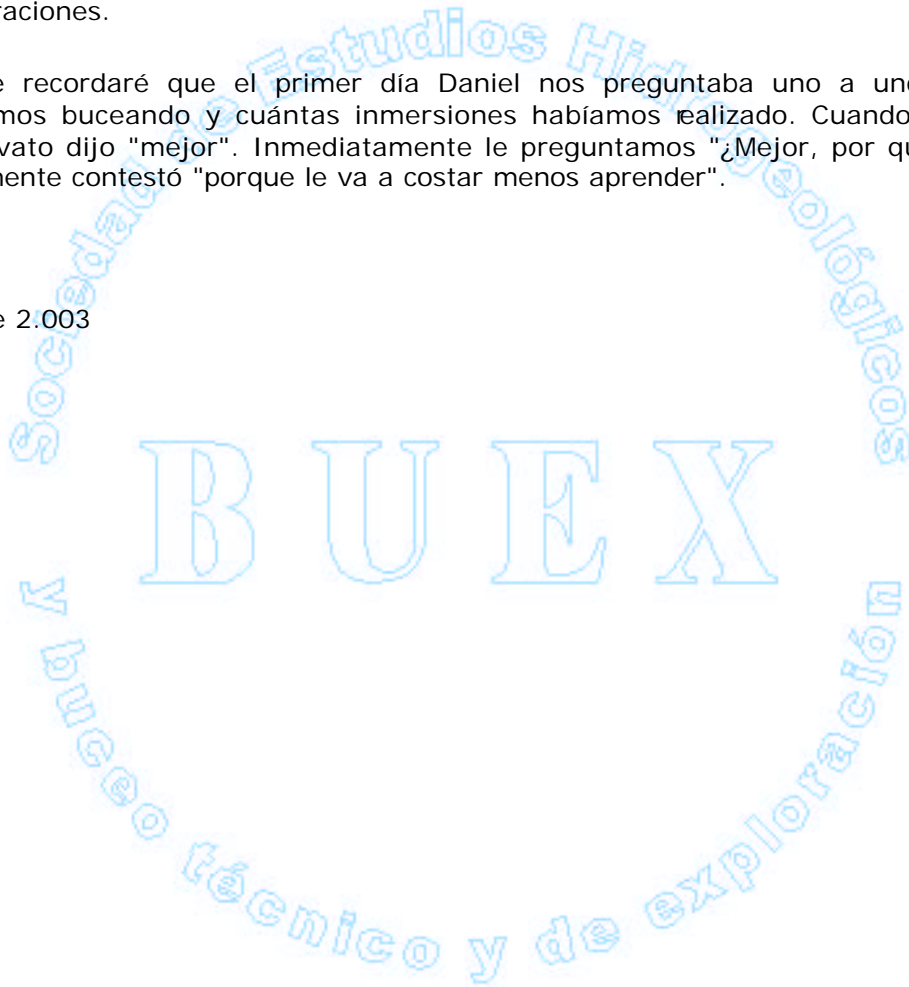 raciones.
e recordaré que el primer día Daniel nos preguntaba uno a uno
mos buceando y cuántas inmersiones habíamos realizado. Cuando
vato dijo "mejor". Inmediatamente le preguntamos "¿Mejor, por qu
mente contestó "porque le va a costar menos aprender".
e 2.003
Sociedad de Estudios Hidrogeológicos
BUEX
y buceo técnico y de exploración